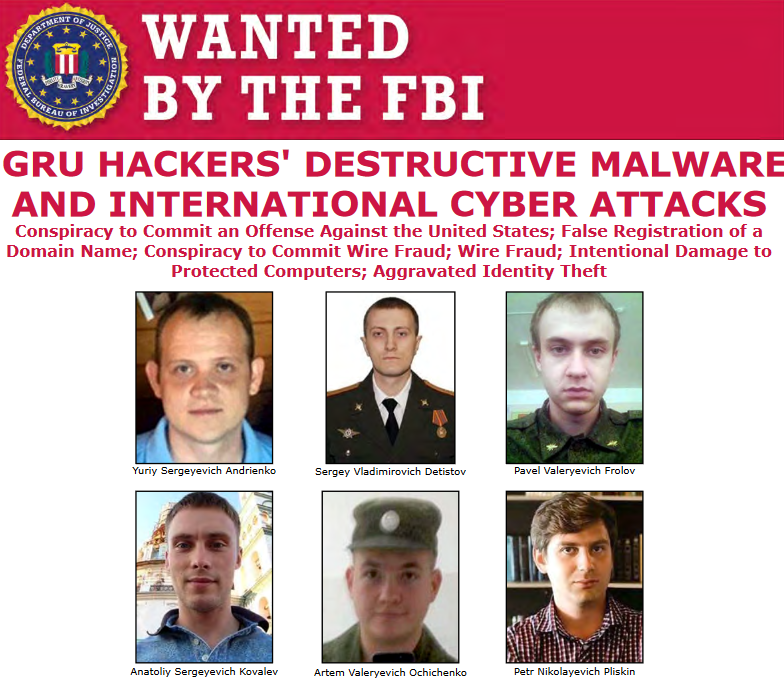 DEPARTMENT OF JUSTICE
FEDERAL BUREAU OF INVESTIGATION
WANTED
BY THE FBI
GRU HACKERS' DESTRUCTIVE MALWARE
AND INTERNATIONAL CYBER ATTACKS
Conspiracy to Commit an Offense Against the United States; False Registration of a
Domain Name; Conspiracy to Commit Wire Fraud; Wire Fraud; Intentional Damage to
Protected Computers; Aggravated Identity Theft
Yuriy Sergeyevich Andrienko
Sergey Vladimirovich Detistov
Pavel Valeryevich Frolov
Anatoliy Sergeyevich Kovalev
Artem Valeryevich Ochichenko
Petr Nikolayevich Pliskin